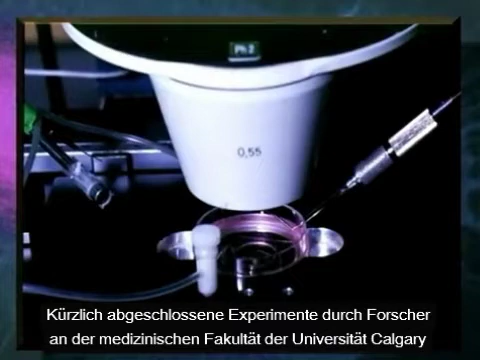 Ph 2
0,55
Kürzlich abgeschlossene Experimente durch Forscher
an der medizinischen Fakultät der Universität Calgary